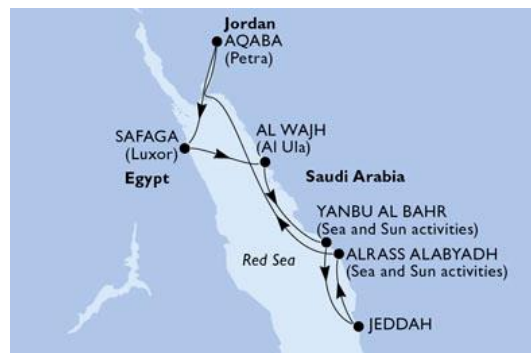 Jordan
AQABA
(Petra)
SAFAGA
(Luxor)
Egypt
AL WAJH
(Al Ula)
Saudi Arabia
YANBU AL BAHR
(Sea and Sun activities)
ALRASS ALABYADH
(Sea and Sun activities)
Red Sea
JEDDAH